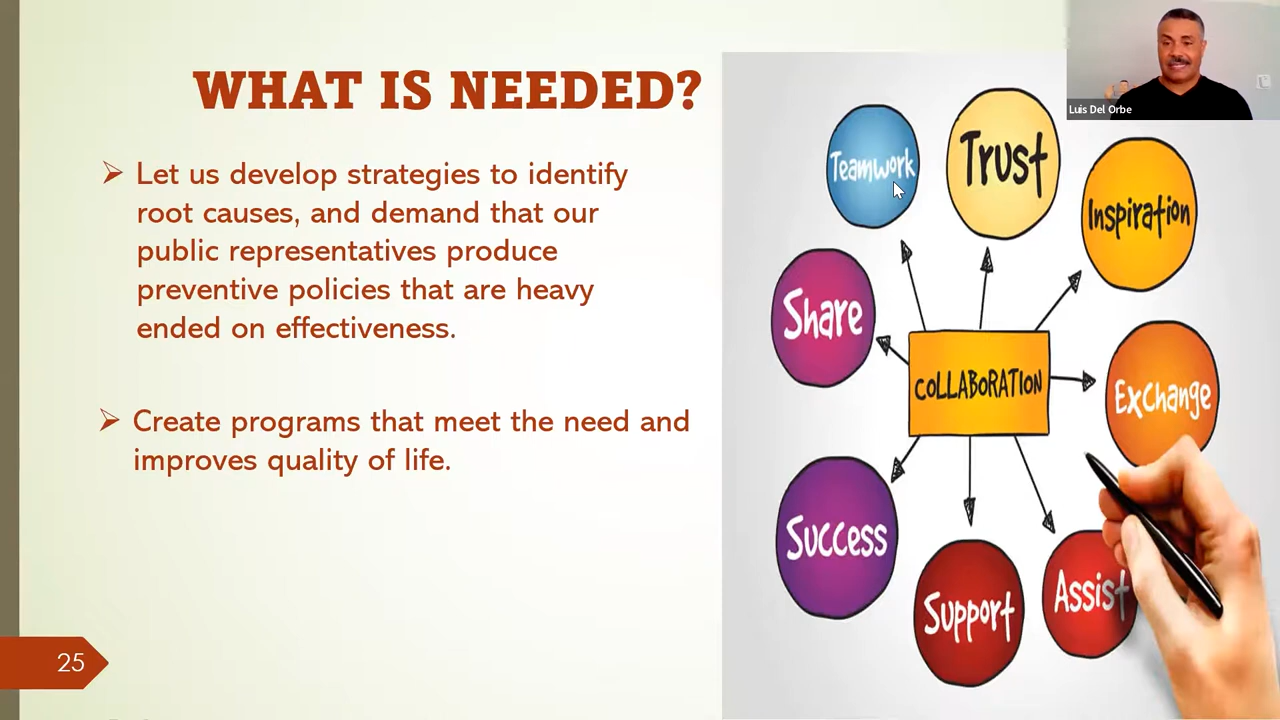 WHAT IS NEEDED?
Let us develop strategies to identify
root causes, and demand that our
public representatives produce
preventive policies that are heavy
ended on effectiveness.
Create programs that meet the need and
improves quality of life.
25
Luis Del Orbe
Teamwork
Trust
Inspiration
Share
COLLABORATION
Exchange
Success
Support
Assist